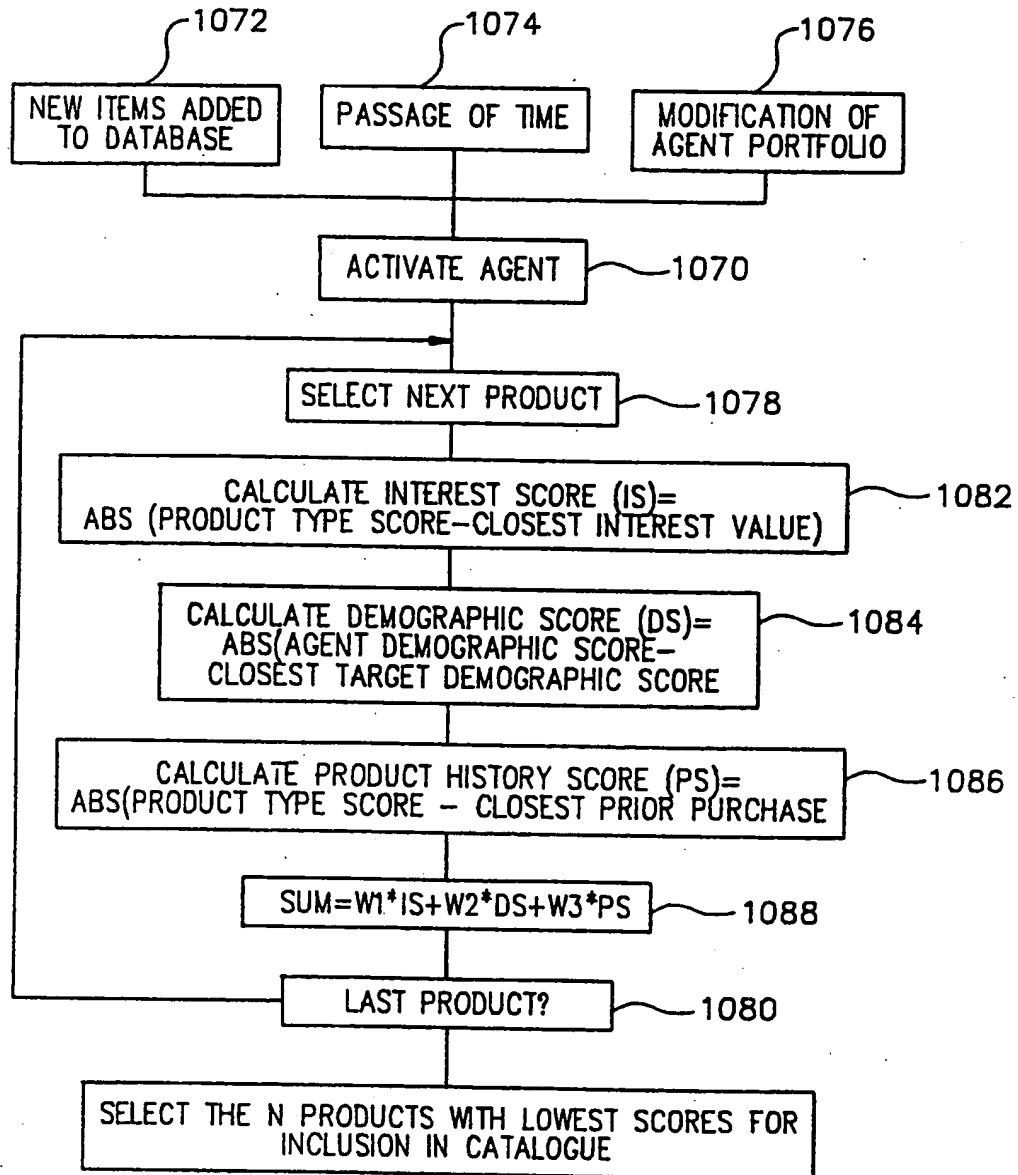 1072
1074
1076
NEW ITEMS ADDED
TO DATABASE
PASSAGE OF TIME
MODIFICATION OF
AGENT PORTFOLIO
ACTIVATE AGENT
1070
SELECT NEXT PRODUCT
1078
CALCULATE INTEREST SCORE (IS)=
ABS (PRODUCT TYPE SCORE-CLOSEST INTEREST VALUE)
1082
CALCULATE DEMOGRAPHIC SCORE (DS)=
ABS(AGENT DEMOGRAPHIC SCORE-
CLOSEST TARGET DEMOGRAPHIC SCORE
1084
CALCULATE PRODUCT HISTORY SCORE (PS)=
ABS(PRODUCT TYPE SCORE - CLOSEST PRIOR PURCHASE
1086
SUM=W1*IS+W2*DS+W3*PS
1088
LAST PRODUCT?
1080
SELECT THE N PRODUCTS WITH LOWEST SCORES FOR
INCLUSION IN CATALOGUE